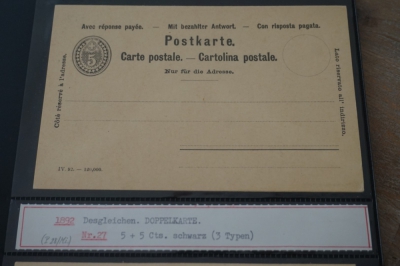 Avec réponse payée. — Mit bezahlter Antwort. — Con risposta pagata.
Postkarte.
Carte postale. — Cartolina postale.
Nur für die Adresse.
5
Côté réservé à l'adresse.
Lato riservato all' indirizzo.
Desgleichen. DOPPELKARTE.
Nr.27 5 + 5 Cts. schwarz (3 Typen)